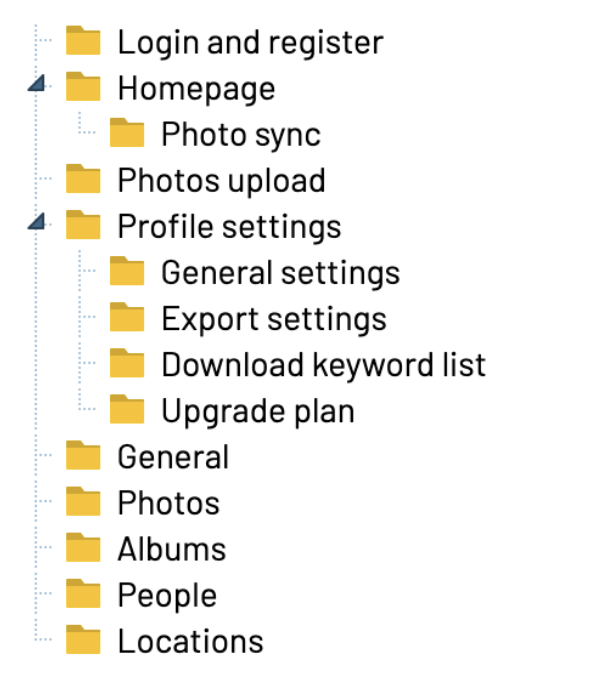 Login and register
Homepage
Photo sync
Photos upload
Profile settings
General settings
Export settings
Download keyword list
Upgrade plan
General
Photos
Albums
People
Locations